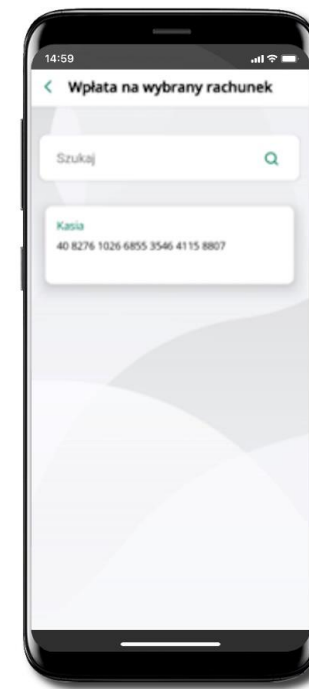 14:59
Wpłata na wybrany rachunek
Szukaj
Kasia
40 8276 1026 6855 3546 4115 8807